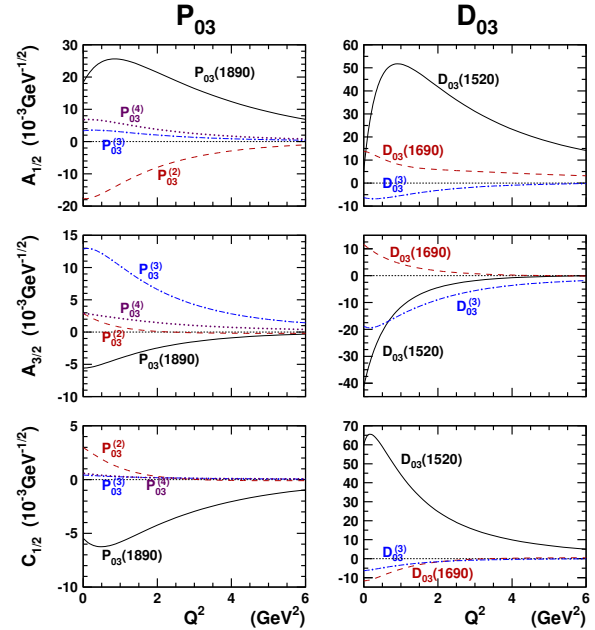 P03
D03
A1/2 (10-3GeV-1/2)
30
20
10
0
-10
-20
P03(1890)
P03(4)
P03(3)
P03(2)
60
50
40
30
20
10
0
-10
D03(1520)
D03(1690)
D03(3)
A3/2 (10-3GeV-1/2)
15
10
5
0
-5
-10
P03(3)
P03(4)
P03(2)
P03(1890)
10
0
-10
-20
-30
-40
D03(1690)
D03(3)
D03(1520)
C1/2 (10-3GeV-1/2)
5
0
-5
-10
P03(2)
P03(3)
P03(4)
P03(1890)
0 2 4 6
Q2 (GeV2)
70
60
50
40
30
20
10
0
-10
D03(1520)
D03(3)
D03(1690)
0 2 4 6
Q2 (GeV2)